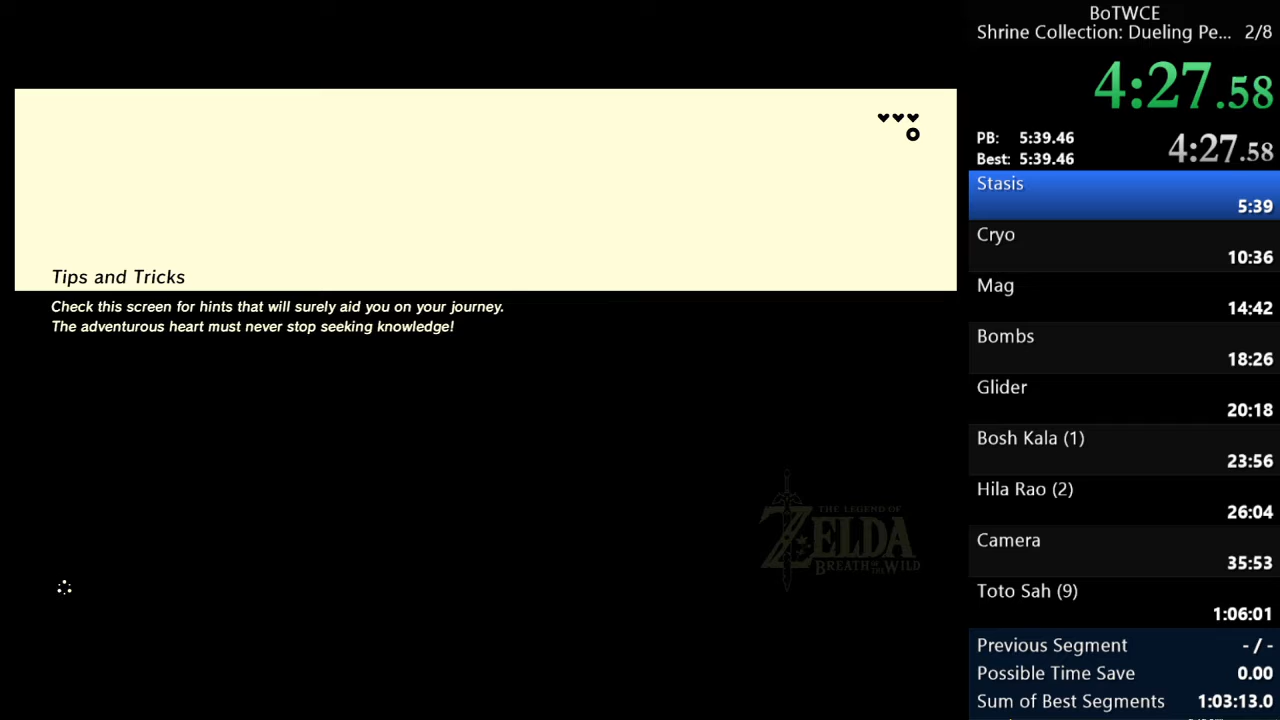 BoTWCE
Shrine Collection: Dueling Pe... 2/8
4:27.58
PB: 5:39.46
Best: 5:39.46
4:27.58
Stasis
5:39
Cryo
10:36
Mag
14:42
Bombs
18:26
Glider
20:18
Bosh Kala (1)
23:56
Hila Rao (2)
26:04
Camera
35:53
Toto Sah (9)
1:06:01
Previous Segment - / -
Possible Time Save 0.00
Sum of Best Segments 1:03:13.0
Tips and Tricks
Check this screen for hints that will surely aid you on your journey.
The adventurous heart must never stop seeking knowledge!
THE LEGEND OF
ZELDA
BREATH OF THE WILD